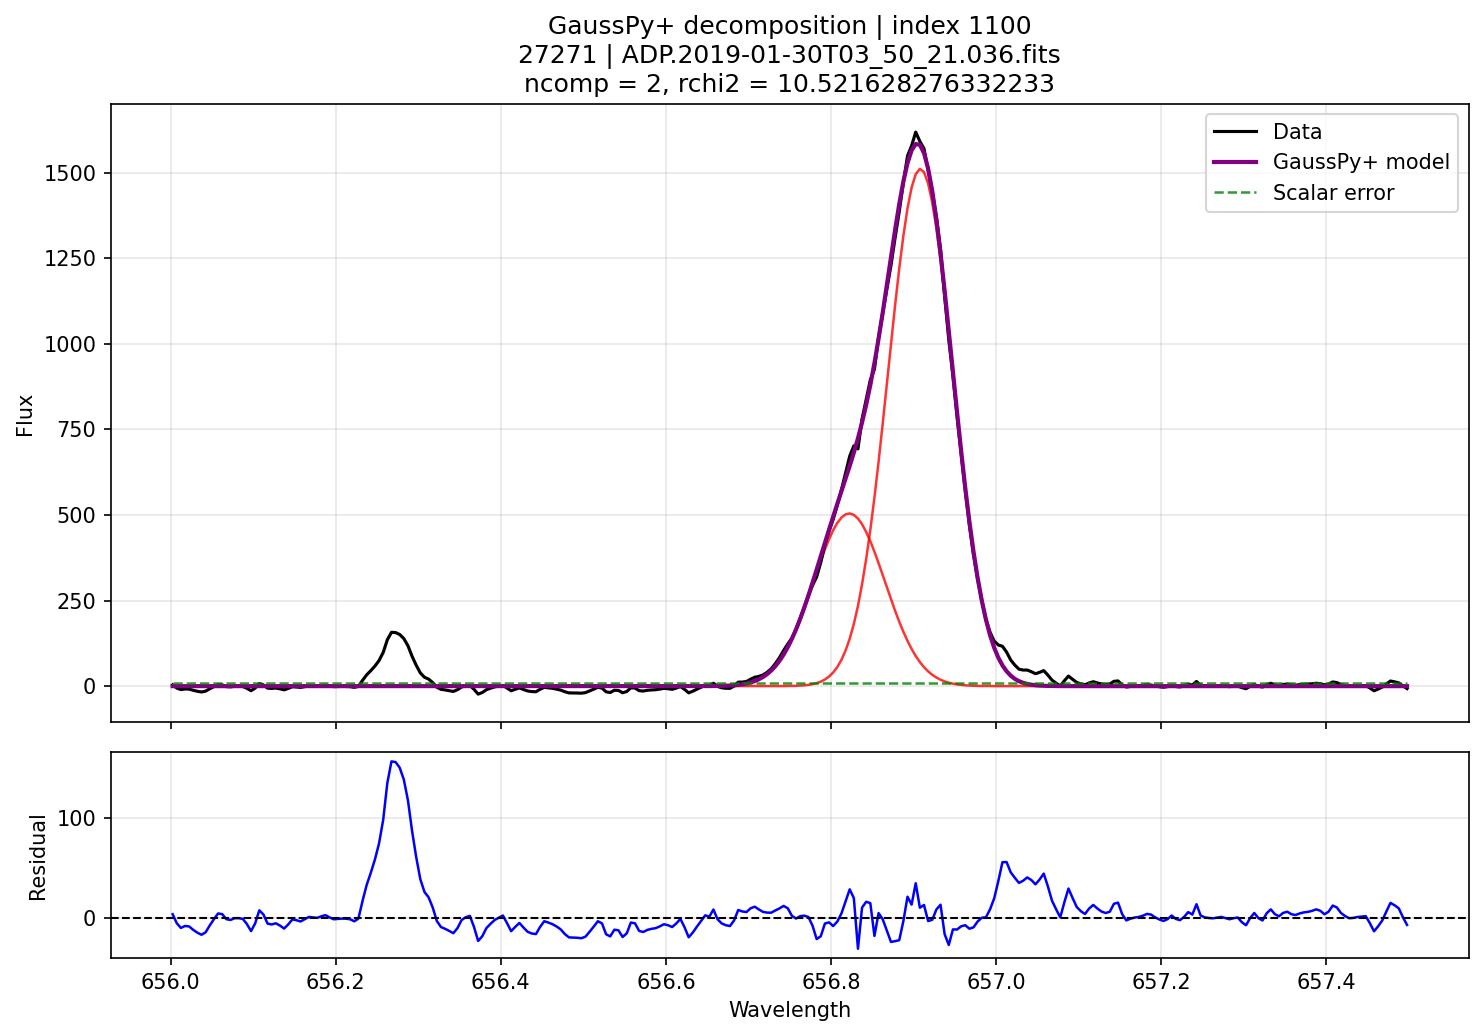 GaussPy+ decomposition | index 1100
27271 | ADP.2019-01-30T03_50_21.036.fits
ncomp = 2, rchi2 = 10.521628276332233
Data
GaussPy+ model
Scalar error
Flux
1500
1250
1000
750
500
250
0
Residual
100
0
656.0 656.2 656.4 656.6 656.8 657.0 657.2 657.4
Wavelength